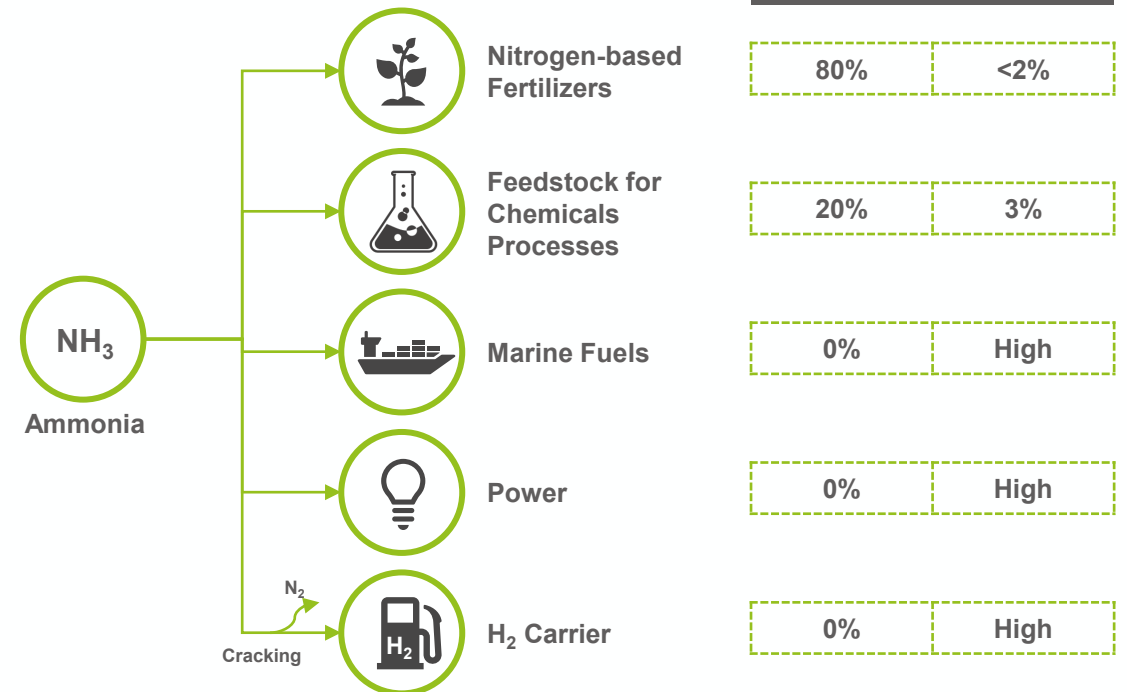 Nitrogen-based
Fertilizers
80% <2%
Feedstock for
Chemicals
Processes
20% 3%
NH₃
Ammonia
Marine Fuels
0% High
Power
0% High
N₂
Cracking
H₂
H₂ Carrier
0% High